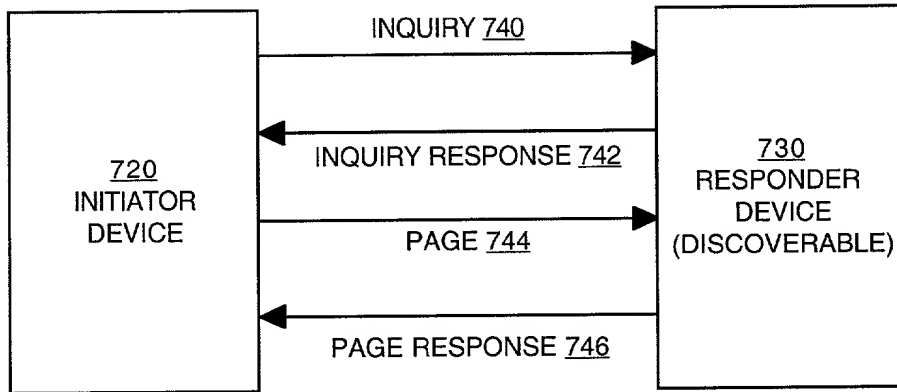 INQUIRY 740
INQUIRY RESPONSE 742
720
INITIATOR
DEVICE
730
RESPONDER
DEVICE
(DISCOVERABLE)
PAGE 744
PAGE RESPONSE 746